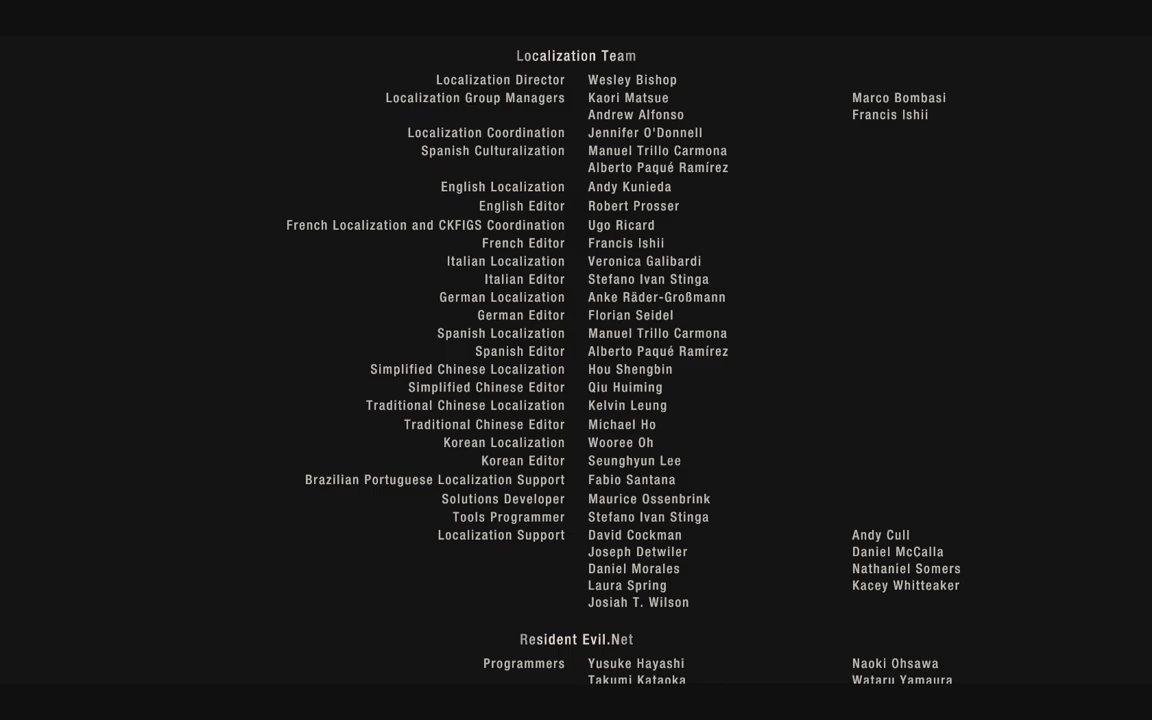 Localization Team
Localization Director Wesley Bishop
Localization Group Managers Kaori Matsue Marco Bombasi
Andrew Alfonso Francis Ishii
Localization Coordination Jennifer O'Donnell
Spanish Culturalization Manuel Trillo Carmona
Alberto Paqué Ramírez
English Localization Andy Kunieda
English Editor Robert Prosser
French Localization and CKFIGS Coordination Ugo Ricard
French Editor Francis Ishii
Italian Localization Veronica Galibardi
Italian Editor Stefano Ivan Stinga
German Localization Anke Räder-Großmann
German Editor Florian Seidel
Spanish Localization Manuel Trillo Carmona
Spanish Editor Alberto Paqué Ramírez
Simplified Chinese Localization Hou Shengbin
Simplified Chinese Editor Qiu Huiming
Traditional Chinese Localization Kelvin Leung
Traditional Chinese Editor Michael Ho
Korean Localization Wooree Oh
Korean Editor Seunghyun Lee
Brazilian Portuguese Localization Support Fabio Santana
Solutions Developer Maurice Ossenbrink
Tools Programmer Stefano Ivan Stinga
Localization Support David Cockman Andy Cull
Joseph Detwiler Daniel McCalla
Daniel Morales Nathaniel Somers
Laura Spring Kacey Whitteaker
Josiah T. Wilson
Resident Evil.Net
Programmers Yusuke Hayashi Naoki Ohsawa
Takumi Kataoka Wataru Yamaura